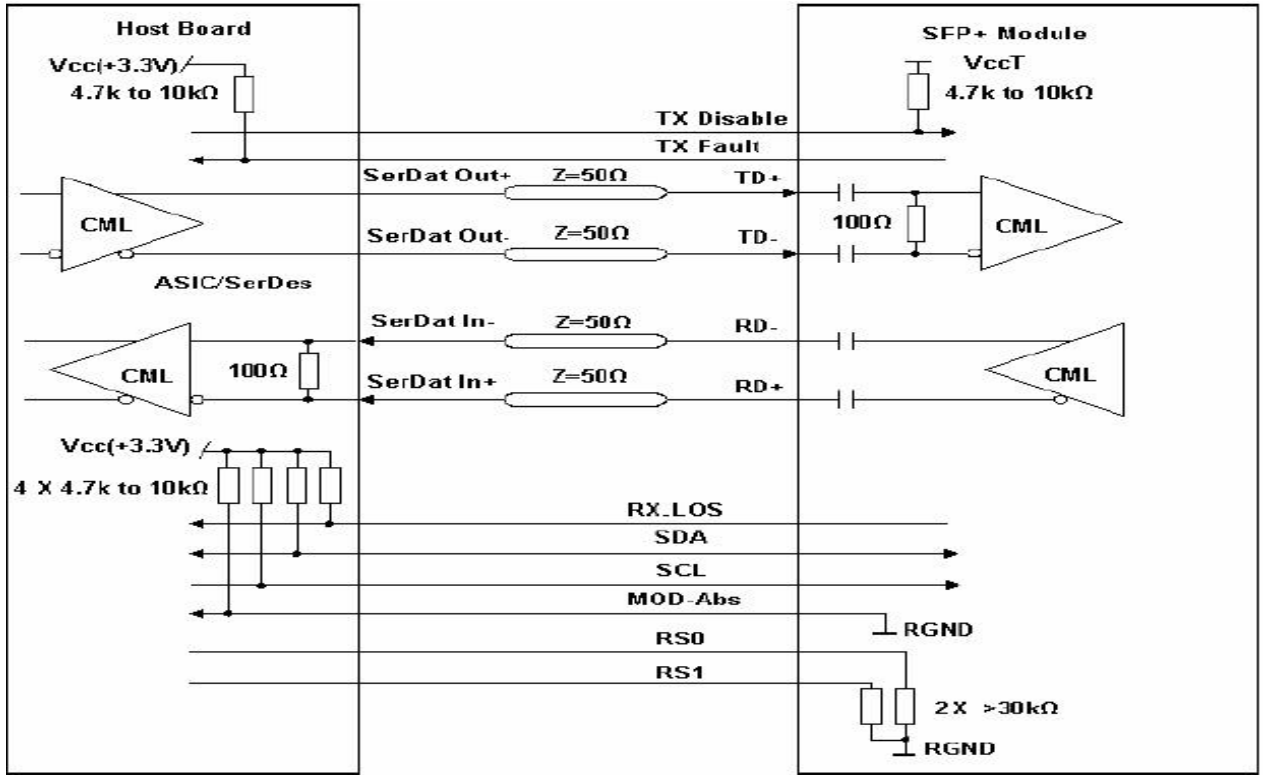 Host Board
SFP+ Module
Vcc(+3.3V)
4.7k to 10kΩ
VccT
4.7k to 10kΩ
TX Disable
TX Fault
SerDat Out+
Z=50Ω
TD+
CML
100Ω
CML
SerDat Out-
Z=50Ω
TD-
ASIC/SerDes
SerDat In-
Z=50Ω
RD-
CML
100Ω
SerDat In+
Z=50Ω
RD+
CML
Vcc(+3.3V)
4 X 4.7k to 10kΩ
RX_LOS
SDA
SCL
MOD-Abs
RGND
RS0
RS1
2X >30kΩ
RGND